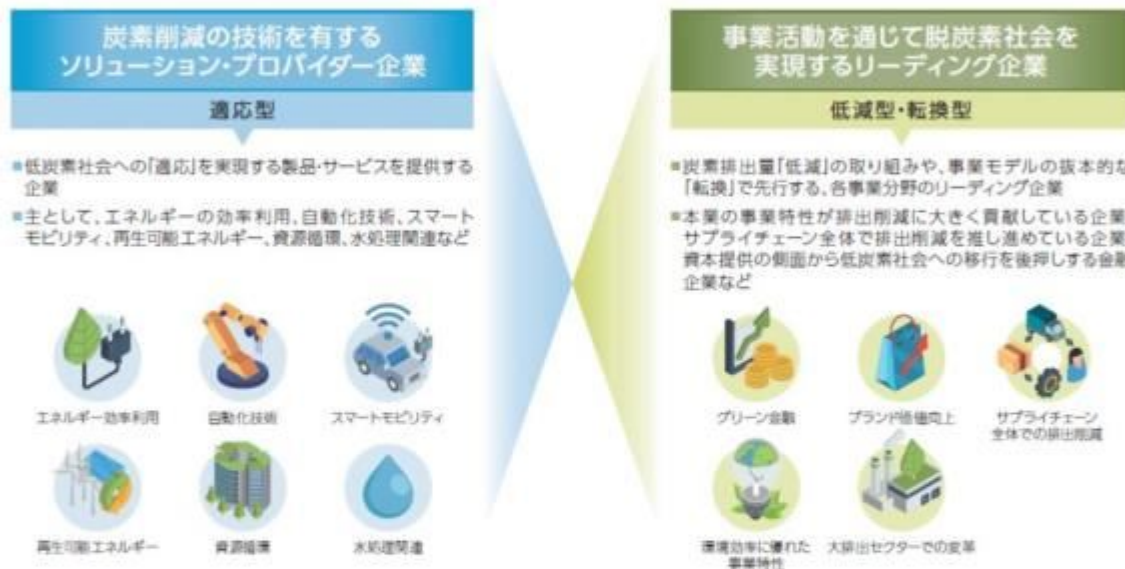 炭素削減の技術を有する
ソリューション・プロバイダー企業
適応型
■低炭素社会への「適応」を実現する製品・サービスを提供する
企業
■主として、エネルギーの効率利用、自動化技術、スマート
モビリティ、再生可能エネルギー、資源循環、水処理関連など
エネルギー効率利用
自動化技術
スマートモビリティ
再生可能エネルギー
資源循環
水処理関連
事業活動を通じて脱炭素社会を
実現するリーディング企業
低減型・転換型
■炭素排出量「低減」の取り組みや、事業モデルの抜本的な
「転換」で先行する、各事業分野のリーディング企業
■本業の事業特性が排出削減に大きく貢献している企業
サプライチェーン全体で排出削減を推し進めている企業
資本提供の側面から低炭素社会への移行を後押しする金融
企業など
グリーン金融
ブランド価値向上
サプライチェーン
全体での排出削減
環境効率に優れた
事業特性
大排出セクターでの変革